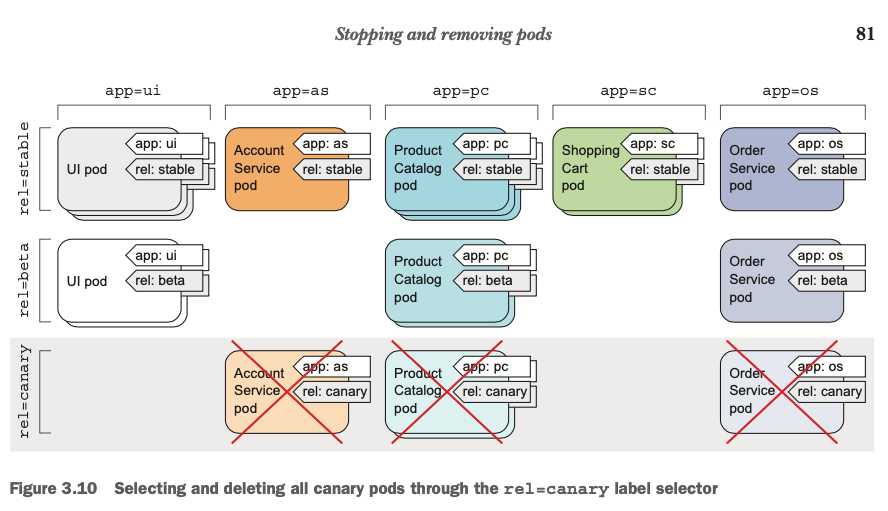 Stopping and removing pods 81
app=ui app=as app=pc app=sc app=os
rel=stable
UI pod
app: ui
rel: stable
Account
Service
pod
app: as
rel: stable
Product
Catalog
pod
app: pc
rel: stable
Shopping
Cart
pod
app: sc
rel: stable
Order
Service
pod
app: os
rel: stable
rel=beta
UI pod
app: ui
rel: beta
Product
Catalog
pod
app: pc
rel: beta
Order
Service
pod
app: os
rel: beta
rel=canary
Account
Service
pod
app: as
rel: canary
Product
Catalog
pod
app: pc
rel: canary
Order
Service
pod
app: os
rel: canary
Figure 3.10 Selecting and deleting all canary pods through the rel=canary label selector